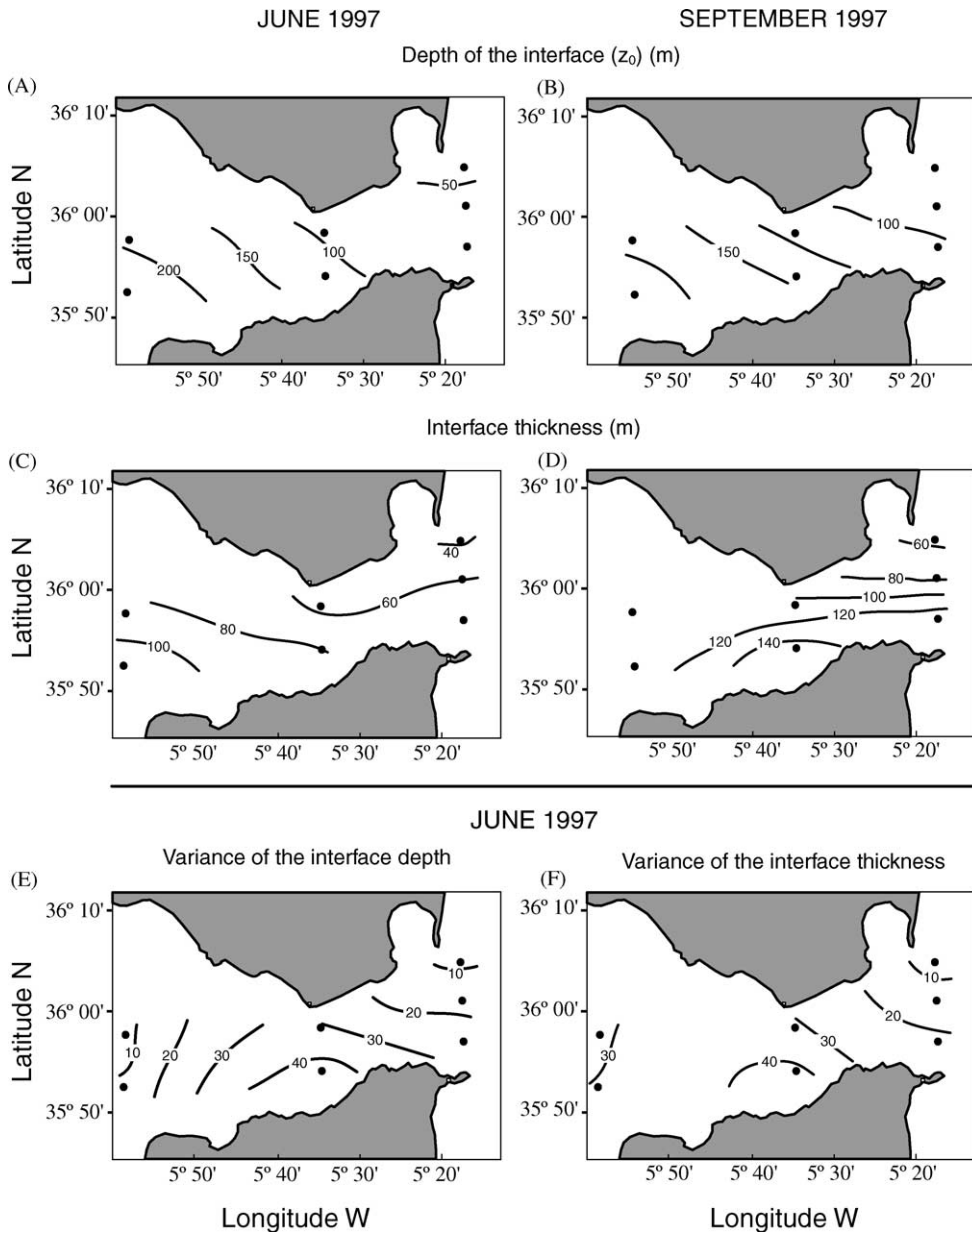 JUNE 1997 SEPTEMBER 1997
Depth of the interface (z₀) (m)
(A) (B)
36º 10' 36º 10'
50
36º 00' 36º 00'
100
200 150 100 150
35º 50' 35º 50'
5º 50' 5º 40' 5º 30' 5º 20' 5º 50' 5º 40' 5º 30' 5º 20'
Latitude N
Interface thickness (m)
(C) (D)
36º 10' 36º 10'
40 60
36º 00' 36º 00'
60 80
100
80 120
100 120 140
35º 50' 35º 50'
5º 50' 5º 40' 5º 30' 5º 20' 5º 50' 5º 40' 5º 30' 5º 20'
Latitude N
JUNE 1997
Variance of the interface depth Variance of the interface thickness
(E) (F)
36º 10' 36º 10'
10 10
36º 00' 36º 00'
20 20
10 20 30 40 30 30 40 30
35º 50' 35º 50'
5º 50' 5º 40' 5º 30' 5º 20' 5º 50' 5º 40' 5º 30' 5º 20'
Latitude N
Longitude W Longitude W